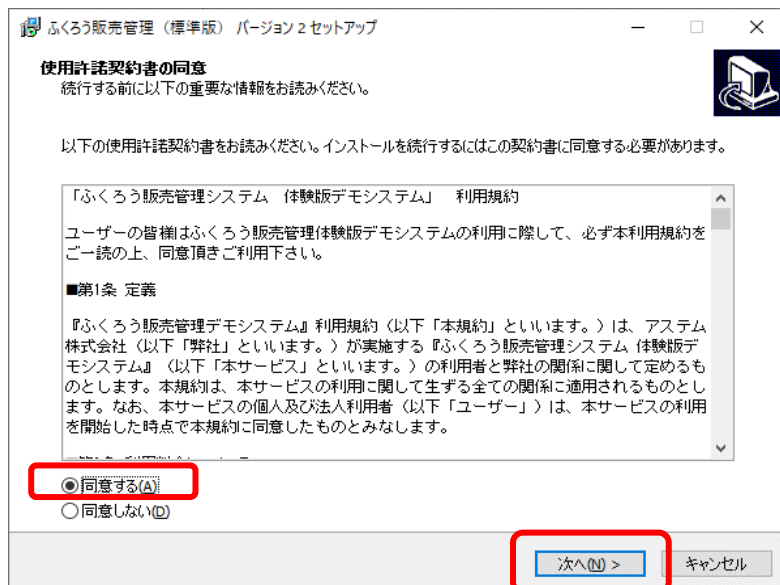 ふくろう販売管理（標準版） バージョン 2 セットアップ
使用許諾契約書の同意
続行する前に以下の重要な情報をお読みください。
以下の使用許諾契約書をお読みください。インストールを続行するにはこの契約書に同意する必要があります。
「ふくろう販売管理システム　体験版デモシステム」　利用規約
ユーザーの皆様はふくろう販売管理体験版デモシステムの利用に際して、必ず本利用規約を
ご一読の上、同意頂きご利用下さい。
■第1条 定義
『ふくろう販売管理デモシステム』利用規約（以下「本規約」といいます。）は、アステム
株式会社（以下「弊社」といいます。）が実施する『ふくろう販売管理システム 体験版デ
モシステム』（以下「本サービス」といいます。）の利用者と弊社の関係に関して定めるも
のとします。本規約は、本サービスの利用に関して生ずる全ての関係に適用されるものとし
ます。なお、本サービスの個人及び法人利用者（以下「ユーザー」）は、本サービスの利用
を開始した時点で本規約に同意したものとみなします。
同意する(A)
同意しない(D)
次へ(N) >
キャンセル